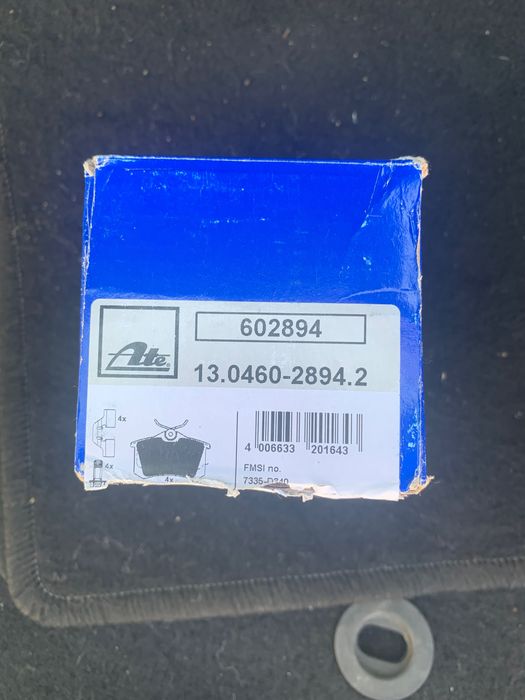 602894
Ate
13.0460-2894.2
4x
4x
4x
4 006633 201643
FMSI no.